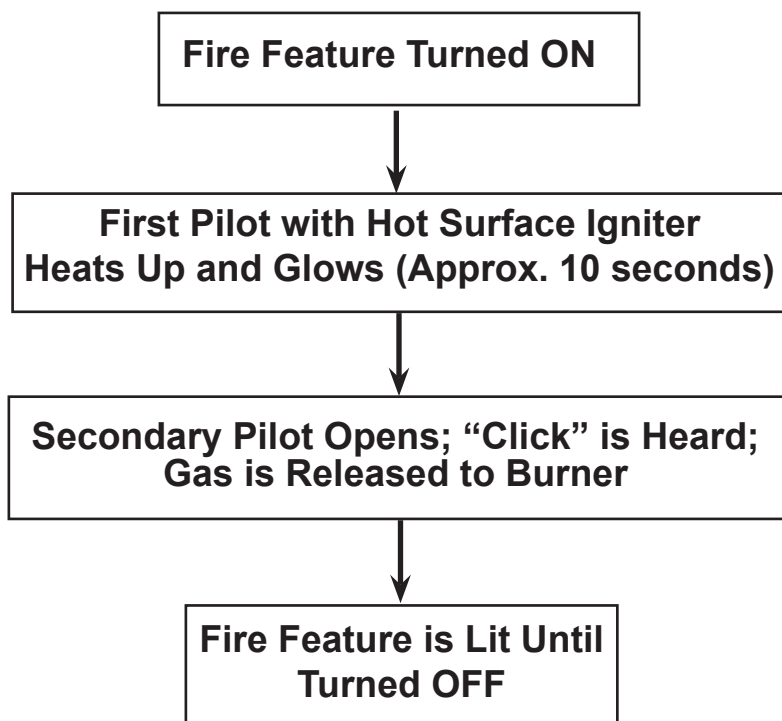 Fire Feature Turned ON
First Pilot with Hot Surface Igniter
Heats Up and Glows (Approx. 10 seconds)
Secondary Pilot Opens; “Click” is Heard;
Gas is Released to Burner
Fire Feature is Lit Until
Turned OFF